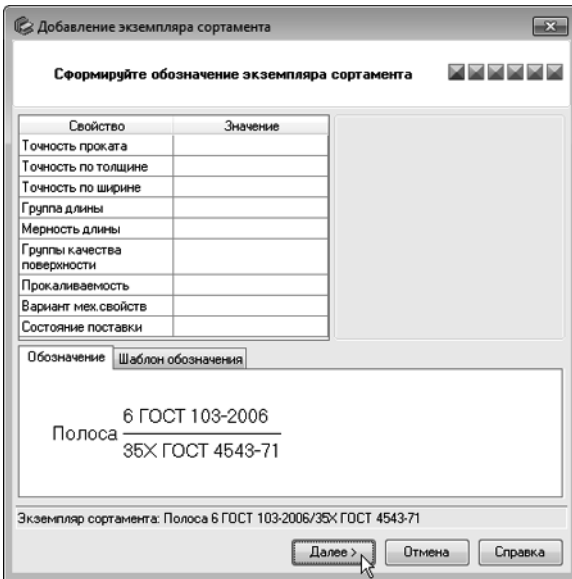 Добавление экземпляра сортамента
Сформируйте обозначение экземпляра сортамента
Свойство Значение
Точность проката
Точность по толщине
Точность по ширине
Группа длины
Мерность длины
Группы качества
поверхности
Прокаливаемость
Вариант мех.свойств
Состояние поставки
Обозначение Шаблон обозначения
6 ГОСТ 103-2006
Полоса
35Х ГОСТ 4543-71
Экземпляр сортамента: Полоса 6 ГОСТ 103-2006/35Х ГОСТ 4543-71
Далее > Отмена Справка